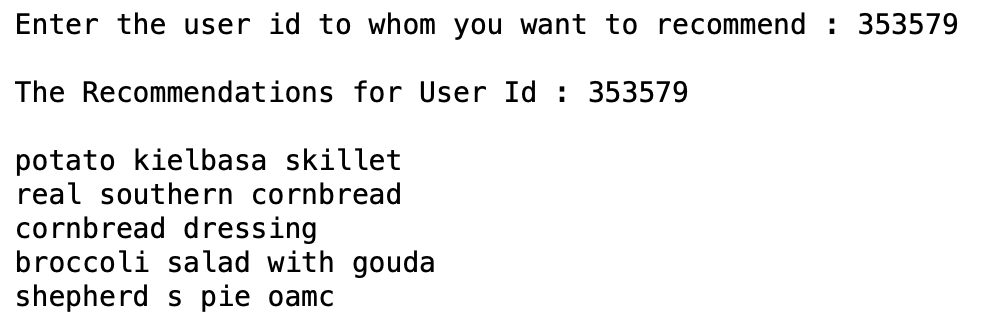 Enter the user id to whom you want to recommend : 353579
The Recommendations for User Id : 353579
potato kielbasa skillet
real southern cornbread
cornbread dressing
broccoli salad with gouda
shepherd s pie oamc